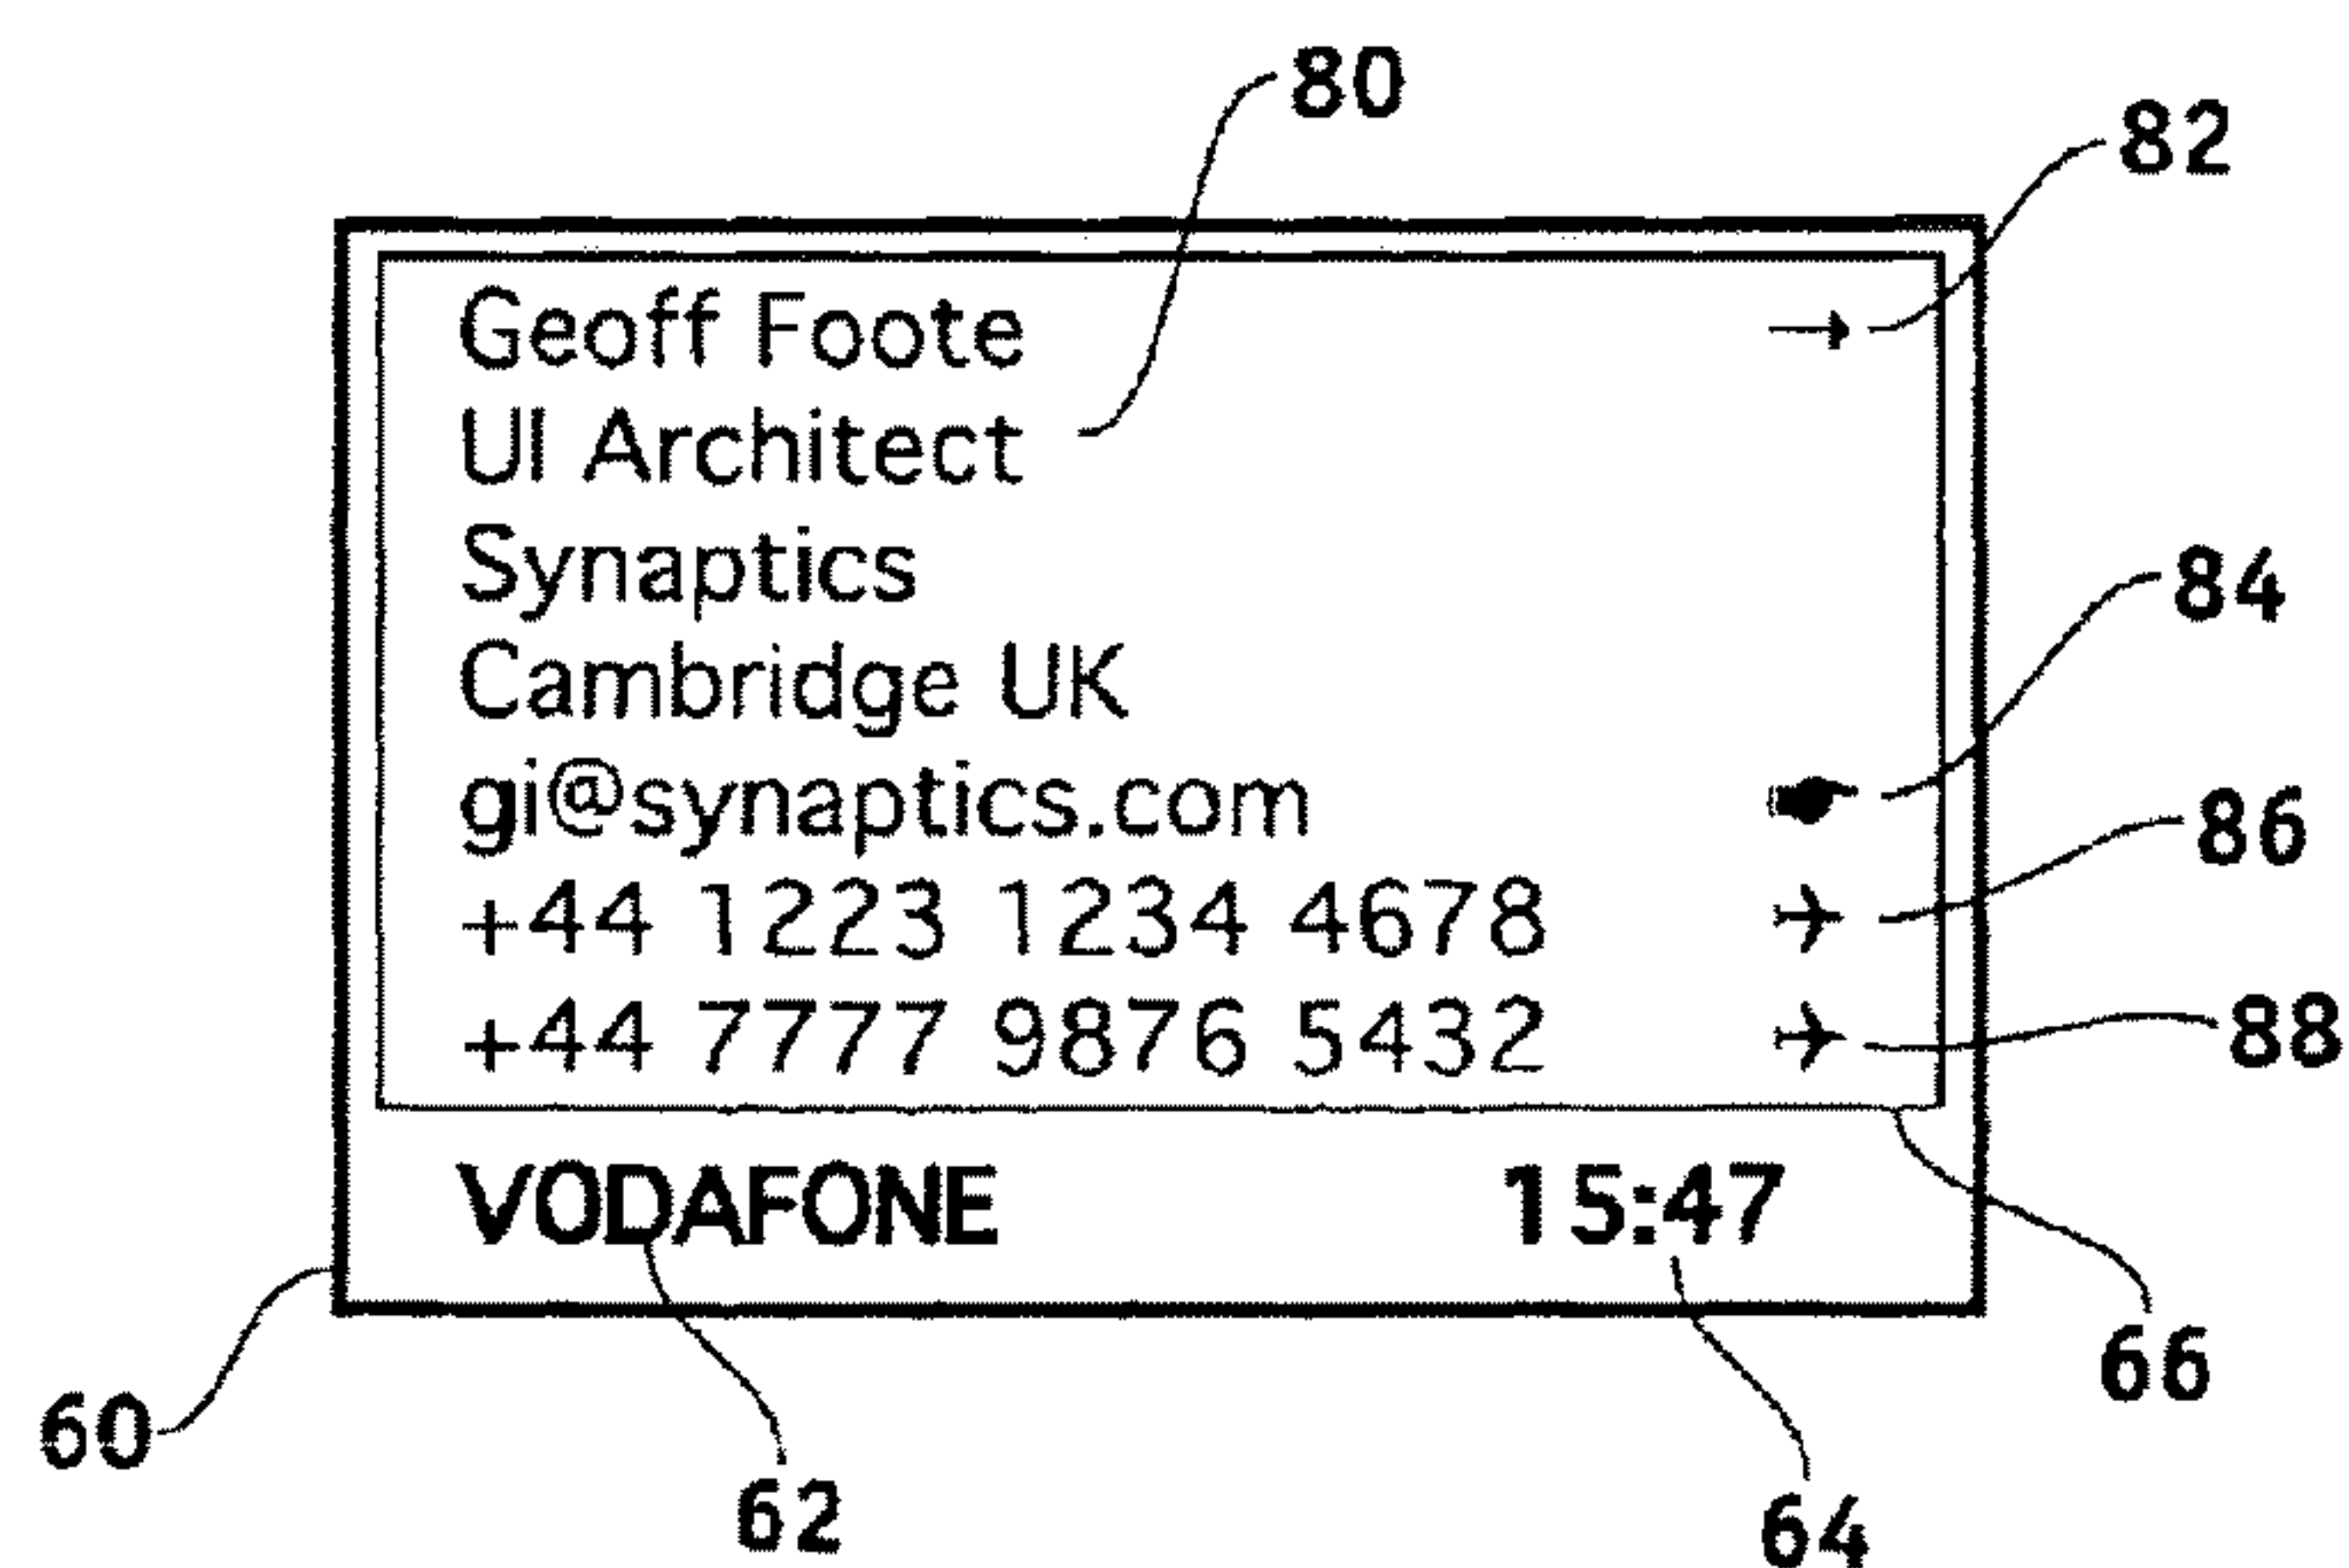 80
82
Geoff Foote →
UI Architect
Synaptics
84
Cambridge UK
gi@synaptics.com
86
+44 1223 1234 4678
+44 7777 9876 5432
88
VODAFONE 15:47
66
60
62
64